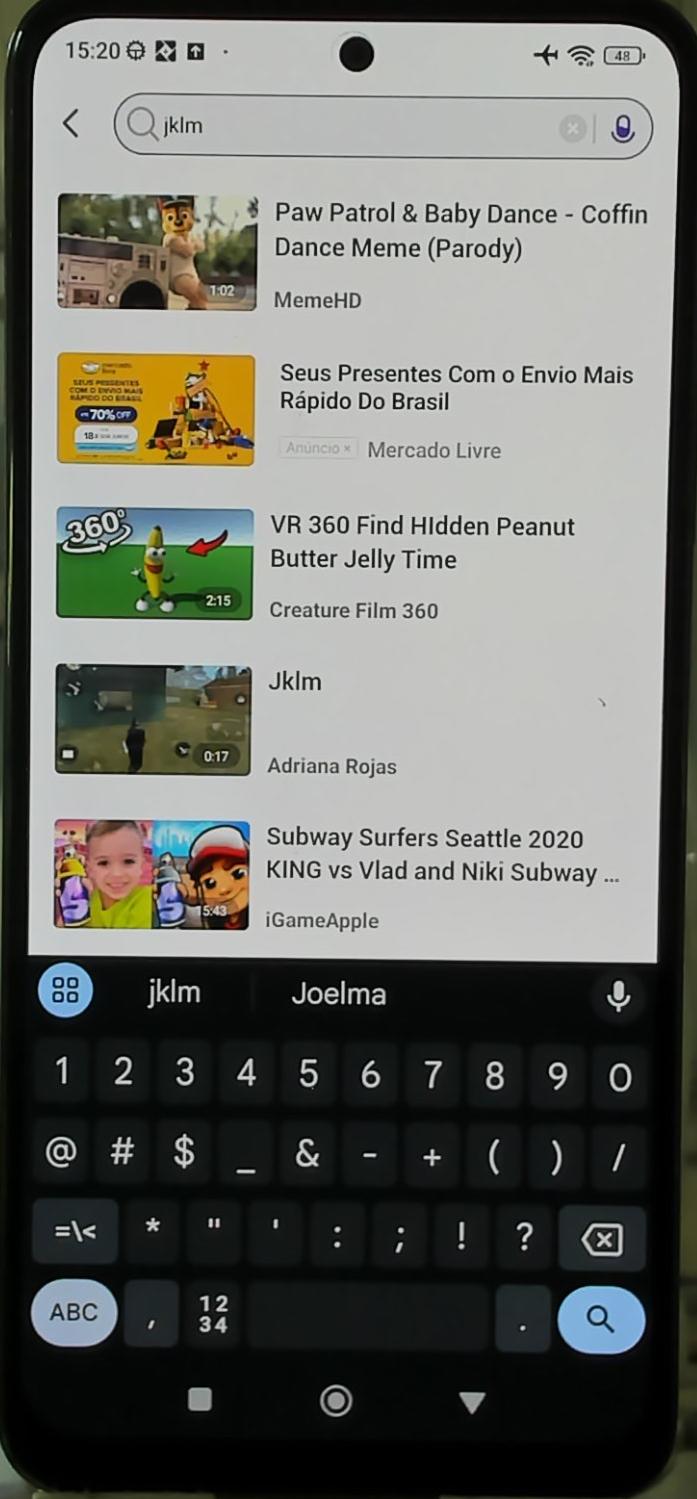 15:20
48
jklm
Paw Patrol & Baby Dance - Coffin
Dance Meme (Parody)
1:02
MemeHD
mercado
livre
SEUS PRESENTES
COM O ENVIO MAIS
RÁPIDO DO BRASIL
70% OFF
18x
Seus Presentes Com o Envio Mais
Rápido Do Brasil
Anúncio ×
Mercado Livre
360°
2:15
VR 360 Find HIdden Peanut
Butter Jelly Time
Creature Film 360
Jklm
0:17
Adriana Rojas
Subway Surfers Seattle 2020
KING vs Vlad and Niki Subway ...
15:43
iGameApple
jklm Joelma
1 2 3 4 5 6 7 8 9 0
@ # $ _ & - + ( ) /
=\< * " ' : ; ! ?
ABC , 12 .
34